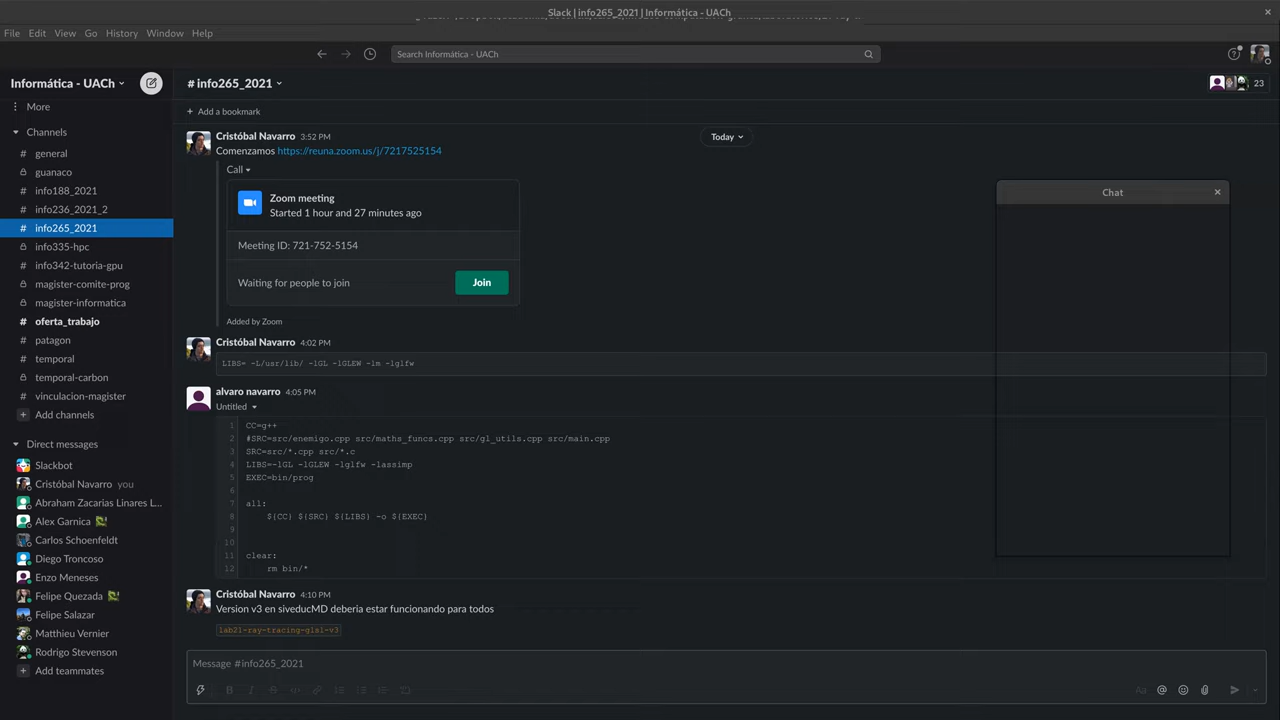 Slack | info265_2021 | Informática - UACh
File Edit View Go History Window Help
Search Informática - UACh
Informática - UACh
# info265_2021
23
More
Add a bookmark
Channels
# general
guanaco
# info188_2021
# info236_2021_2
# info265_2021
info335-hpc
# info342-tutoria-gpu
magister-comite-prog
magister-informatica
# oferta_trabajo
# patagon
# temporal
temporal-carbon
# vinculacion-magister
Add channels
Direct messages
Slackbot
Cristóbal Navarro you
Abraham Zacarias Linares L...
Alex Garnica
Carlos Schoenfeldt
Diego Troncoso
Enzo Meneses
Felipe Quezada
Felipe Salazar
Matthieu Vernier
Rodrigo Stevenson
Add teammates
Today
Cristóbal Navarro 3:52 PM
Comenzamos https://reuna.zoom.us/j/7217525154
Call
Zoom meeting
Started 1 hour and 27 minutes ago
Meeting ID: 721-752-5154
Waiting for people to join
Join
Added by Zoom
Cristóbal Navarro 4:02 PM
LIBS= -L/usr/lib/ -lGL -lGLEW -lm -lglfw
alvaro navarro 4:05 PM
Untitled
1 CC=g++
2 #SRC=src/enemigo.cpp src/maths_funcs.cpp src/gl_utils.cpp src/main.cpp
3 SRC=src/*.cpp src/*.c
4 LIBS=-lGL -lGLEW -lglfw -lassimp
5 EXEC=bin/prog
6
7 all:
8 ${CC} ${SRC} ${LIBS} -o ${EXEC}
9
10
11 clear:
12 rm bin/*
Cristóbal Navarro 4:10 PM
Version v3 en siveducMD deberia estar funcionando para todos
lab21-ray-tracing-glsl-v3
Message #info265_2021
B I S
Aa @
Chat